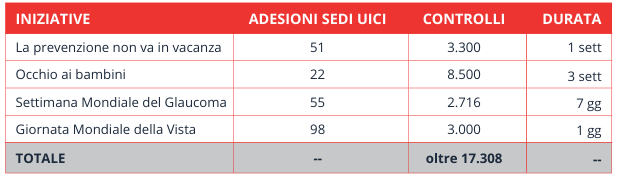 INIZIATIVE ADESIONI SEDI UICI CONTROLLI DURATA
La prevenzione non va in vacanza 51 3.300 1 sett
Occhio ai bambini 22 8.500 3 sett
Settimana Mondiale del Glaucoma 55 2.716 7 gg
Giornata Mondiale della Vista 98 3.000 1 gg
TOTALE -- oltre 17.308 --